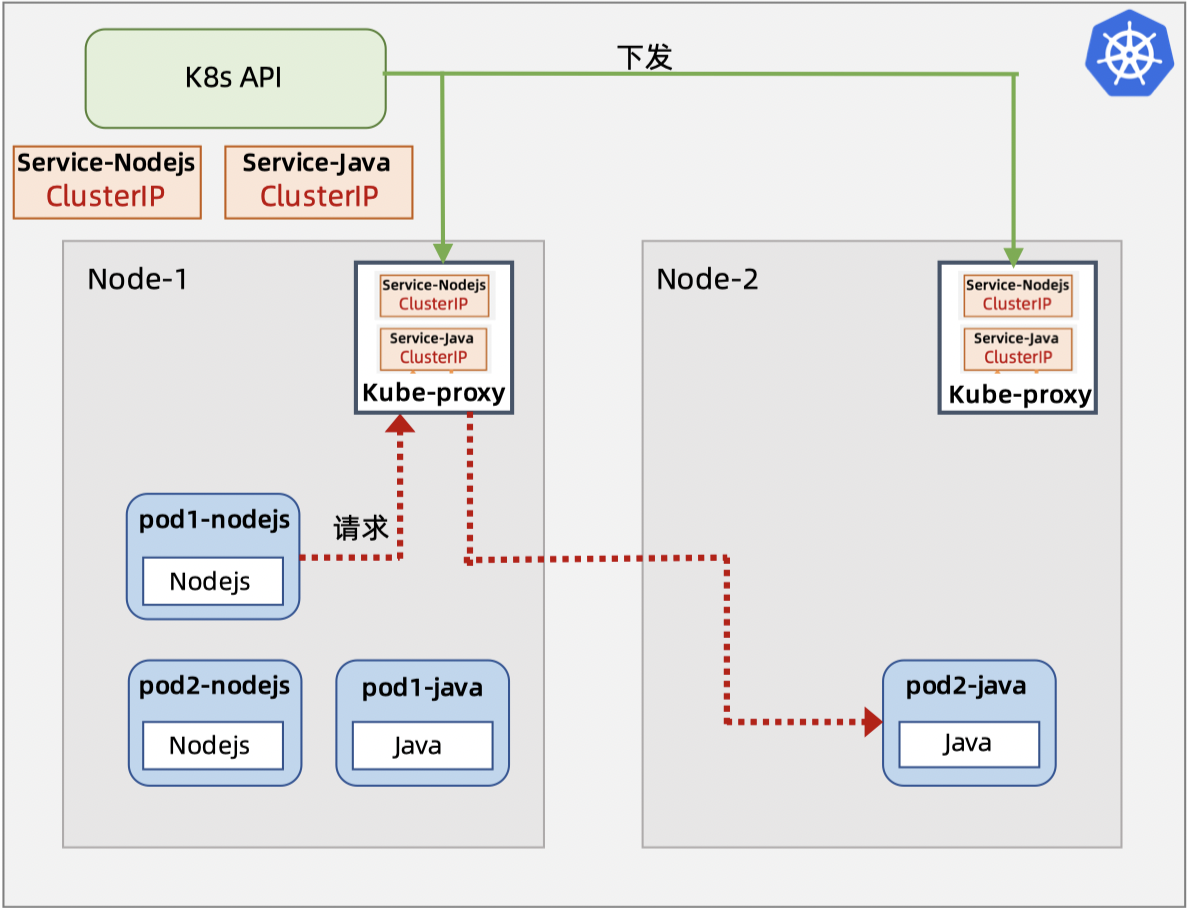 K8s API
下发
Service-Nodejs
ClusterIP
Service-Java
ClusterIP
Node-1
Service-Nodejs
ClusterIP
Service-Java
ClusterIP
Kube-proxy
Node-2
Service-Nodejs
ClusterIP
Service-Java
ClusterIP
Kube-proxy
pod1-nodejs
Nodejs
请求
pod2-nodejs
Nodejs
pod1-java
Java
pod2-java
Java